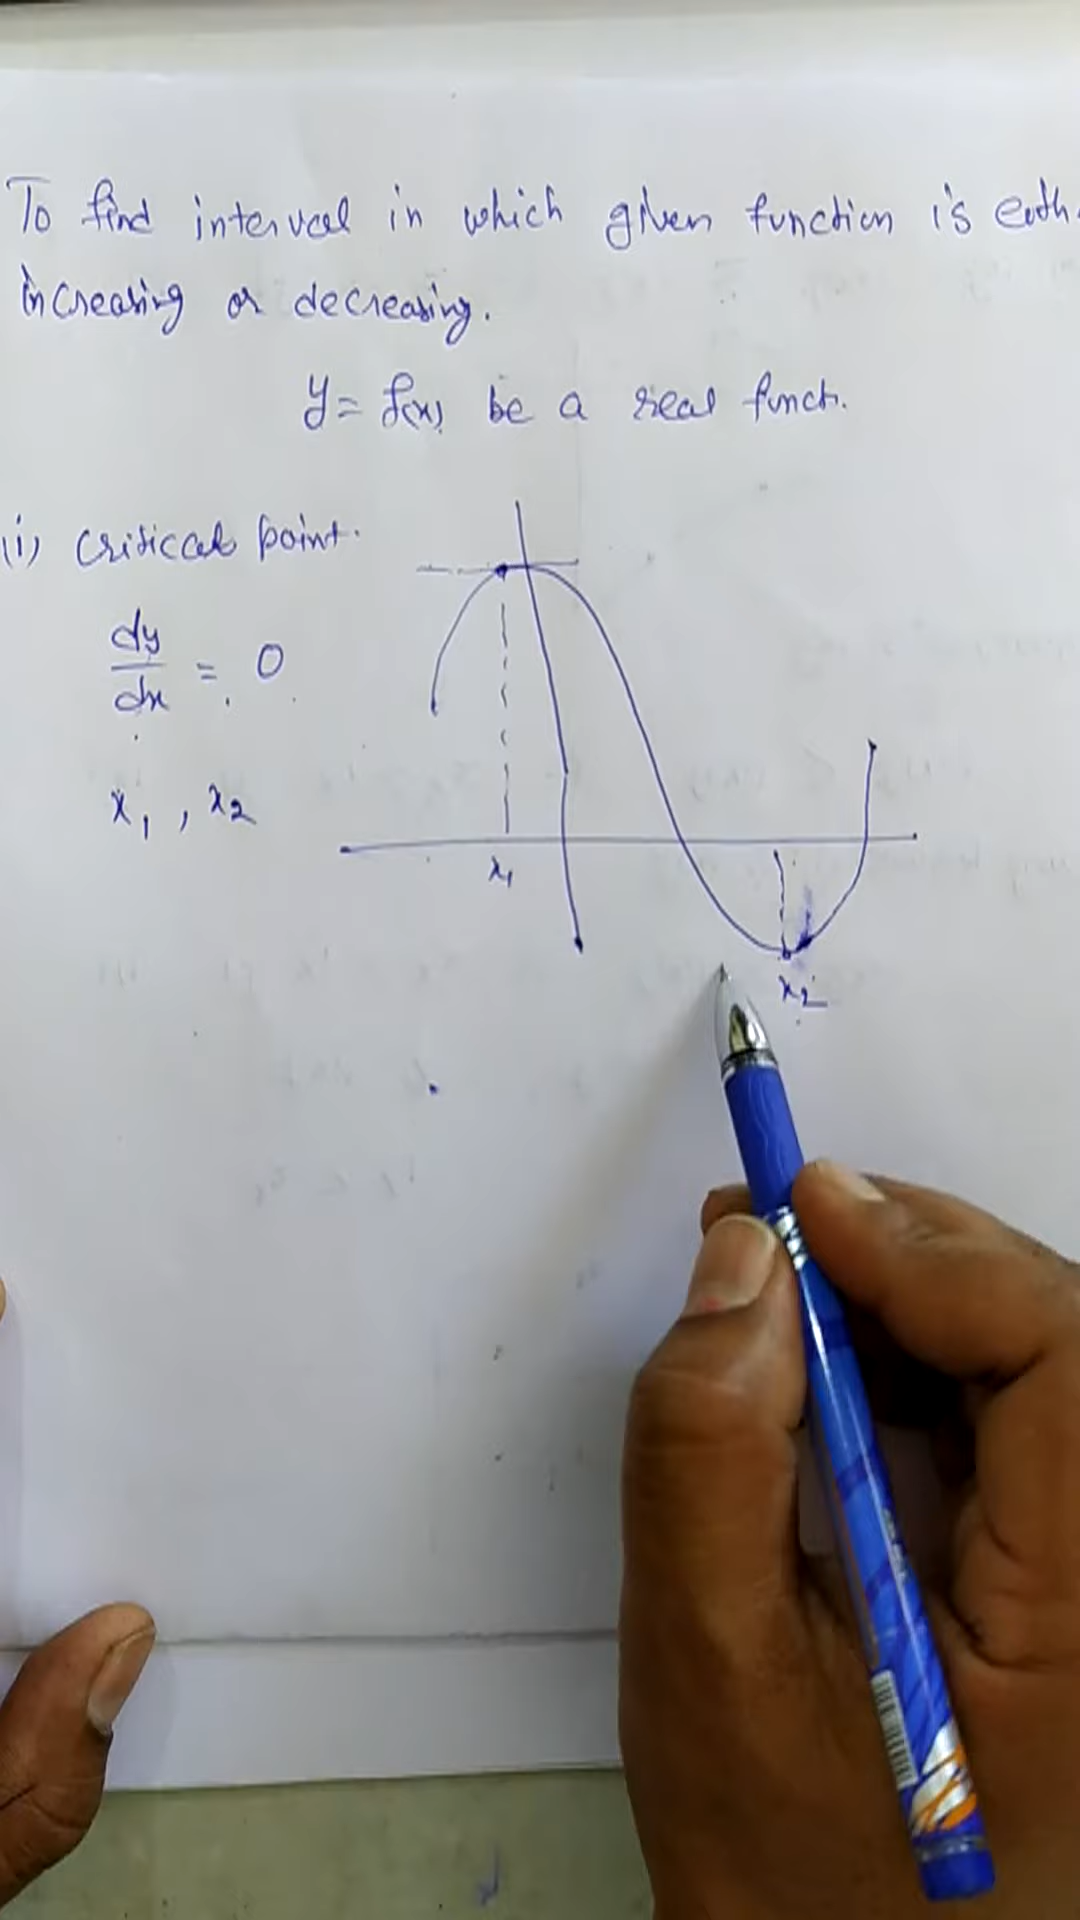 To find interval in which given function is eith
increasing or decreasing.
y = f(x) be a real funct.
(i) critical point.
dy/dx = 0
x1, x2
x1
x2